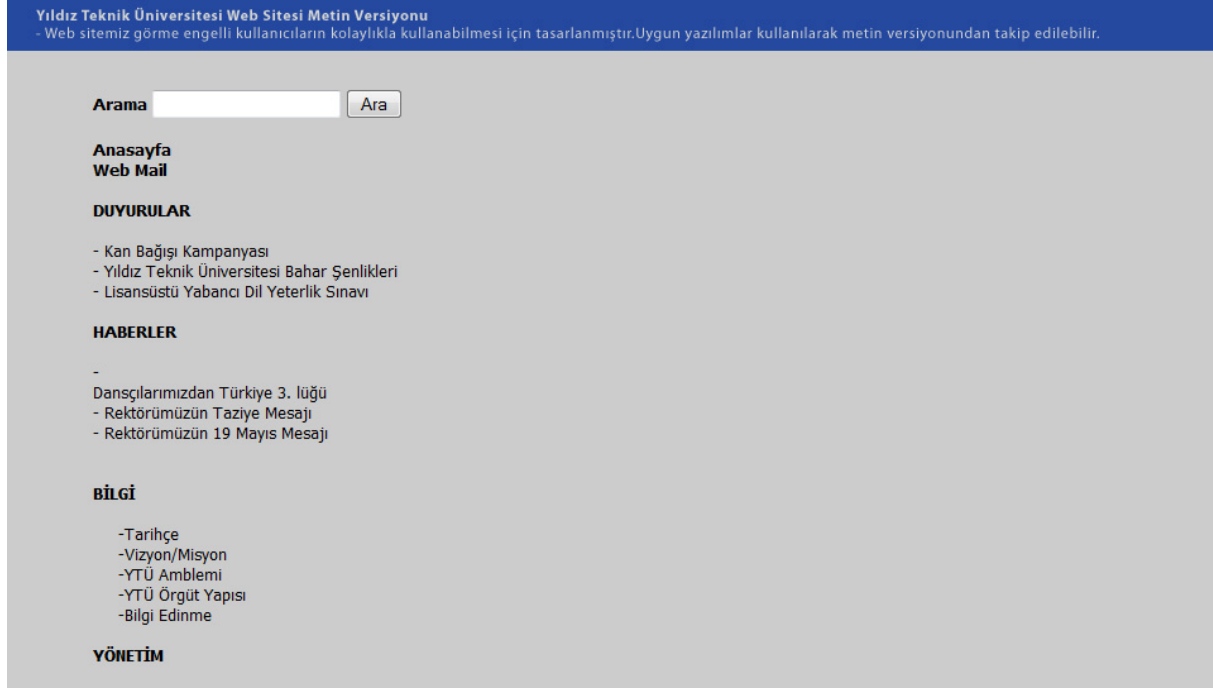 Yıldız Teknik Üniversitesi Web Sitesi Metin Versiyonu
- Web sitemiz görme engelli kullanıcıların kolaylıkla kullanabilmesi için tasarlanmıştır.Uygun yazılımlar kullanılarak metin versiyonundan takip edilebilir.
Arama Ara
Anasayfa
Web Mail
DUYURULAR
- Kan Bağışı Kampanyası
- Yıldız Teknik Üniversitesi Bahar Şenlikleri
- Lisansüstü Yabancı Dil Yeterlik Sınavı
HABERLER
-
Dansçılarımızdan Türkiye 3. lüğü
- Rektörümüzün Taziye Mesajı
- Rektörümüzün 19 Mayıs Mesajı
BİLGİ
-Tarihçe
-Vizyon/Misyon
-YTÜ Amblemi
-YTÜ Örgüt Yapısı
-Bilgi Edinme
YÖNETİM